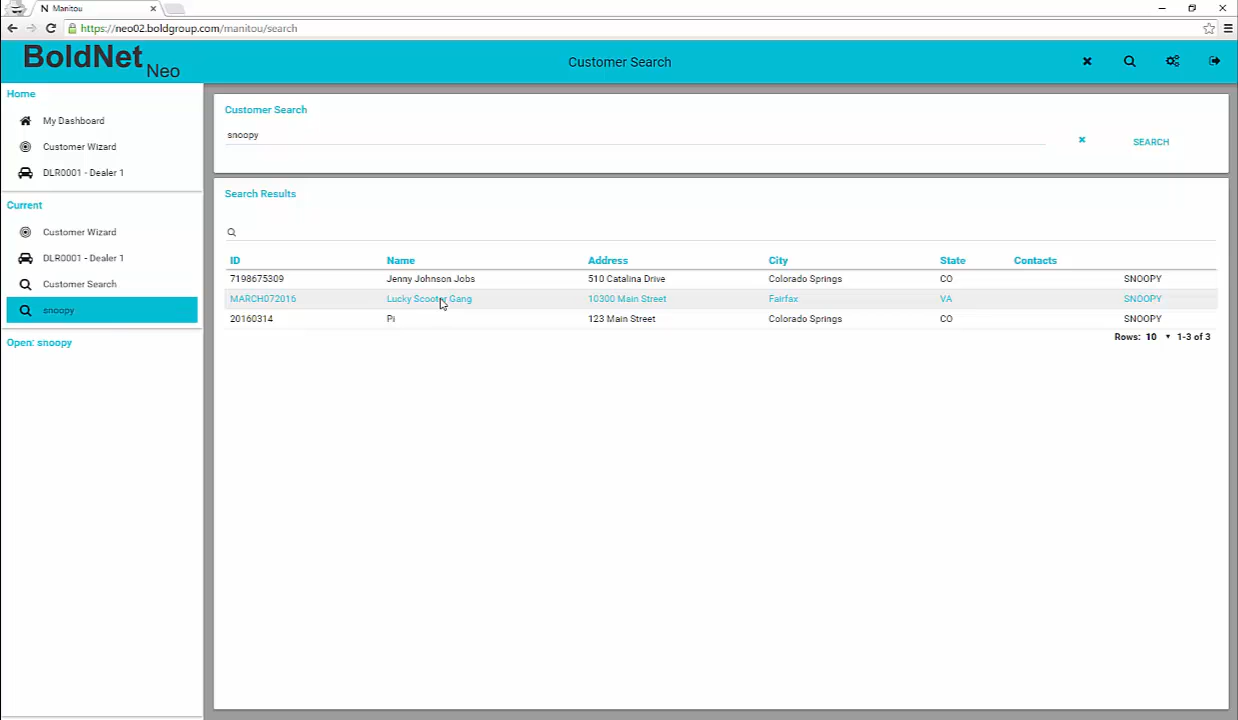 Manitou
https://neo02.boldgroup.com/manitou/search
BoldNet Neo
Customer Search
Home
My Dashboard
Customer Wizard
DLR0001 - Dealer 1
Current
Customer Wizard
DLR0001 - Dealer 1
Customer Search
snoopy
Open: snoopy
Customer Search
snoopy
SEARCH
Search Results
ID Name Address City State Contacts
7198675309 Jenny Johnson Jobs 510 Catalina Drive Colorado Springs CO SNOOPY
MARCH072016 Lucky Scooter Gang 10300 Main Street Fairfax VA SNOOPY
20160314 Pi 123 Main Street Colorado Springs CO SNOOPY
Rows: 10 1-3 of 3